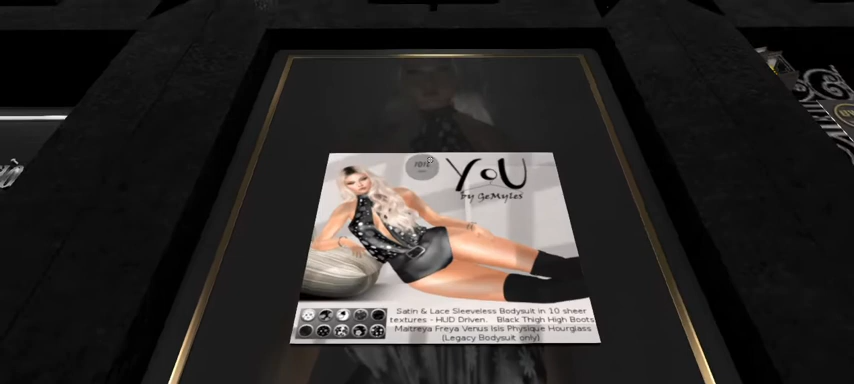 YoU
by GeMyles
Satin & Lace Sleeveless Bodysuit in 10 sheer
textures - HUD Driven. Black Thigh High Boots
Maitreya Freya Venus Isis Physique Hourglass
(Legacy Bodysuit only)